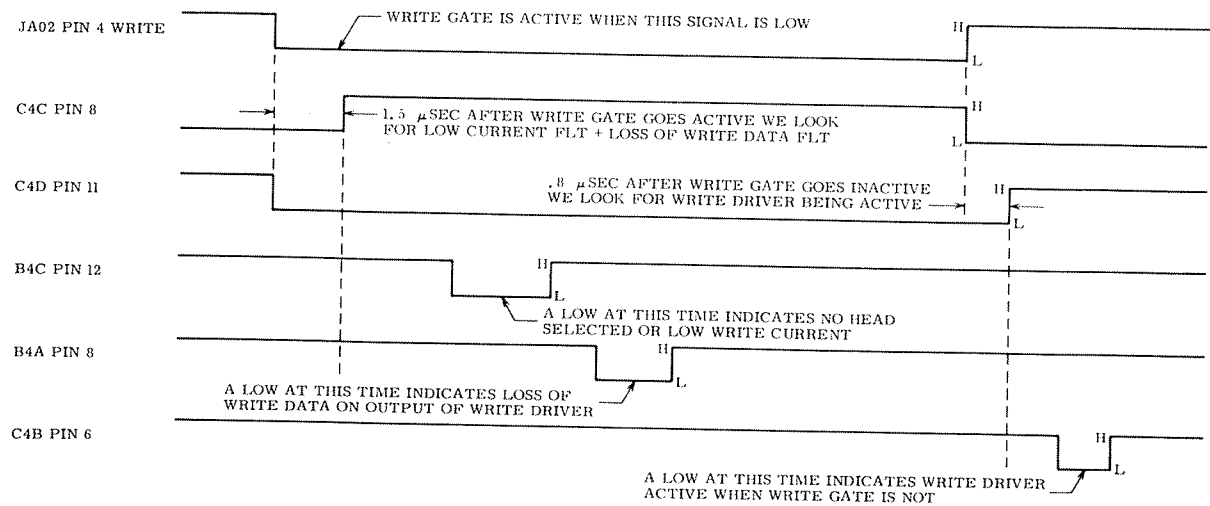 JA02 PIN 4 WRITE
WRITE GATE IS ACTIVE WHEN THIS SIGNAL IS LOW
H
L
C4C PIN 8
1.5 μSEC AFTER WRITE GATE GOES ACTIVE WE LOOK
FOR LOW CURRENT FLT + LOSS OF WRITE DATA FLT
H
L
C4D PIN 11
.8 μSEC AFTER WRITE GATE GOES INACTIVE
WE LOOK FOR WRITE DRIVER BEING ACTIVE
H
L
B4C PIN 12
H
L
A LOW AT THIS TIME INDICATES NO HEAD
SELECTED OR LOW WRITE CURRENT
B4A PIN 8
H
L
A LOW AT THIS TIME INDICATES LOSS OF
WRITE DATA ON OUTPUT OF WRITE DRIVER
C4B PIN 6
H
L
A LOW AT THIS TIME INDICATES WRITE DRIVER
ACTIVE WHEN WRITE GATE IS NOT